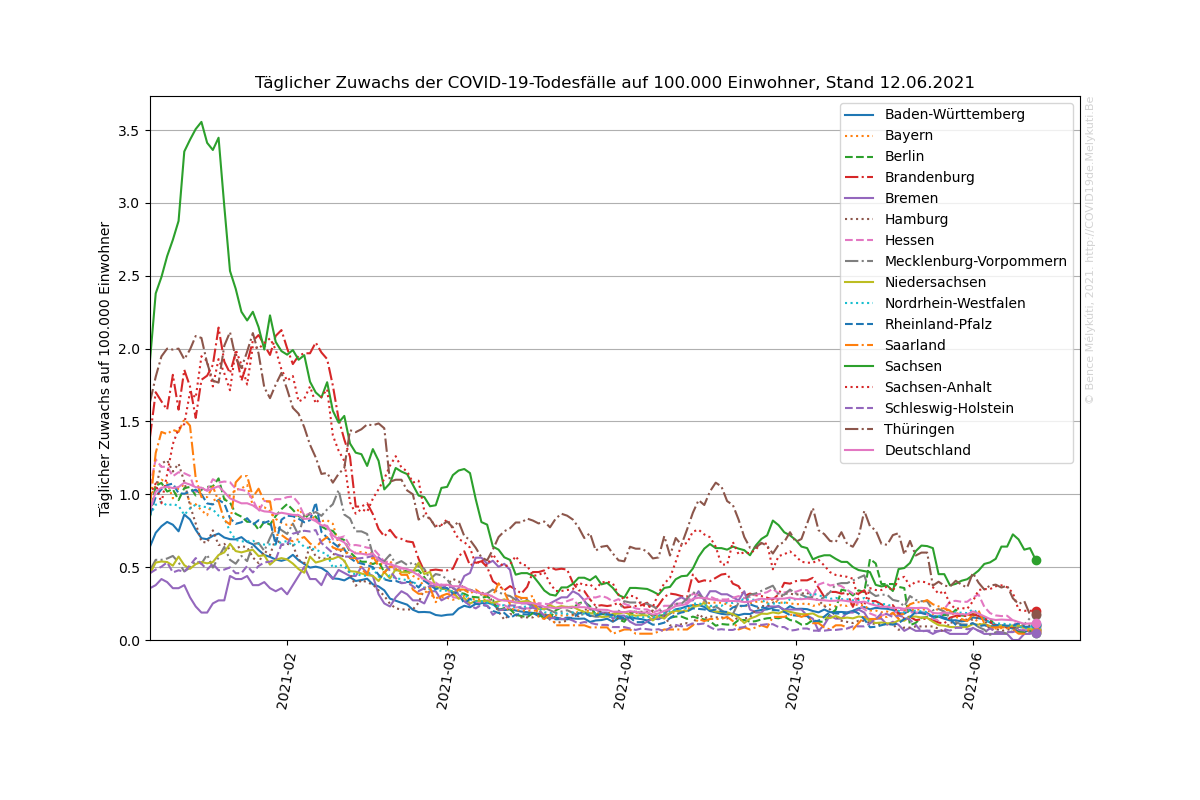 Täglicher Zuwachs der COVID-19-Todesfälle auf 100.000 Einwohner, Stand 12.06.2021
Täglicher Zuwachs auf 100.000 Einwohner
3.5
3.0
2.5
2.0
1.5
1.0
0.5
0.0
2021-02
2021-03
2021-04
2021-05
2021-06
Baden-Württemberg
Bayern
Berlin
Brandenburg
Bremen
Hamburg
Hessen
Mecklenburg-Vorpommern
Niedersachsen
Nordrhein-Westfalen
Rheinland-Pfalz
Saarland
Sachsen
Sachsen-Anhalt
Schleswig-Holstein
Thüringen
Deutschland
© Bence Mélykúti, 2021. http://COVID19de.Melykuti.Be